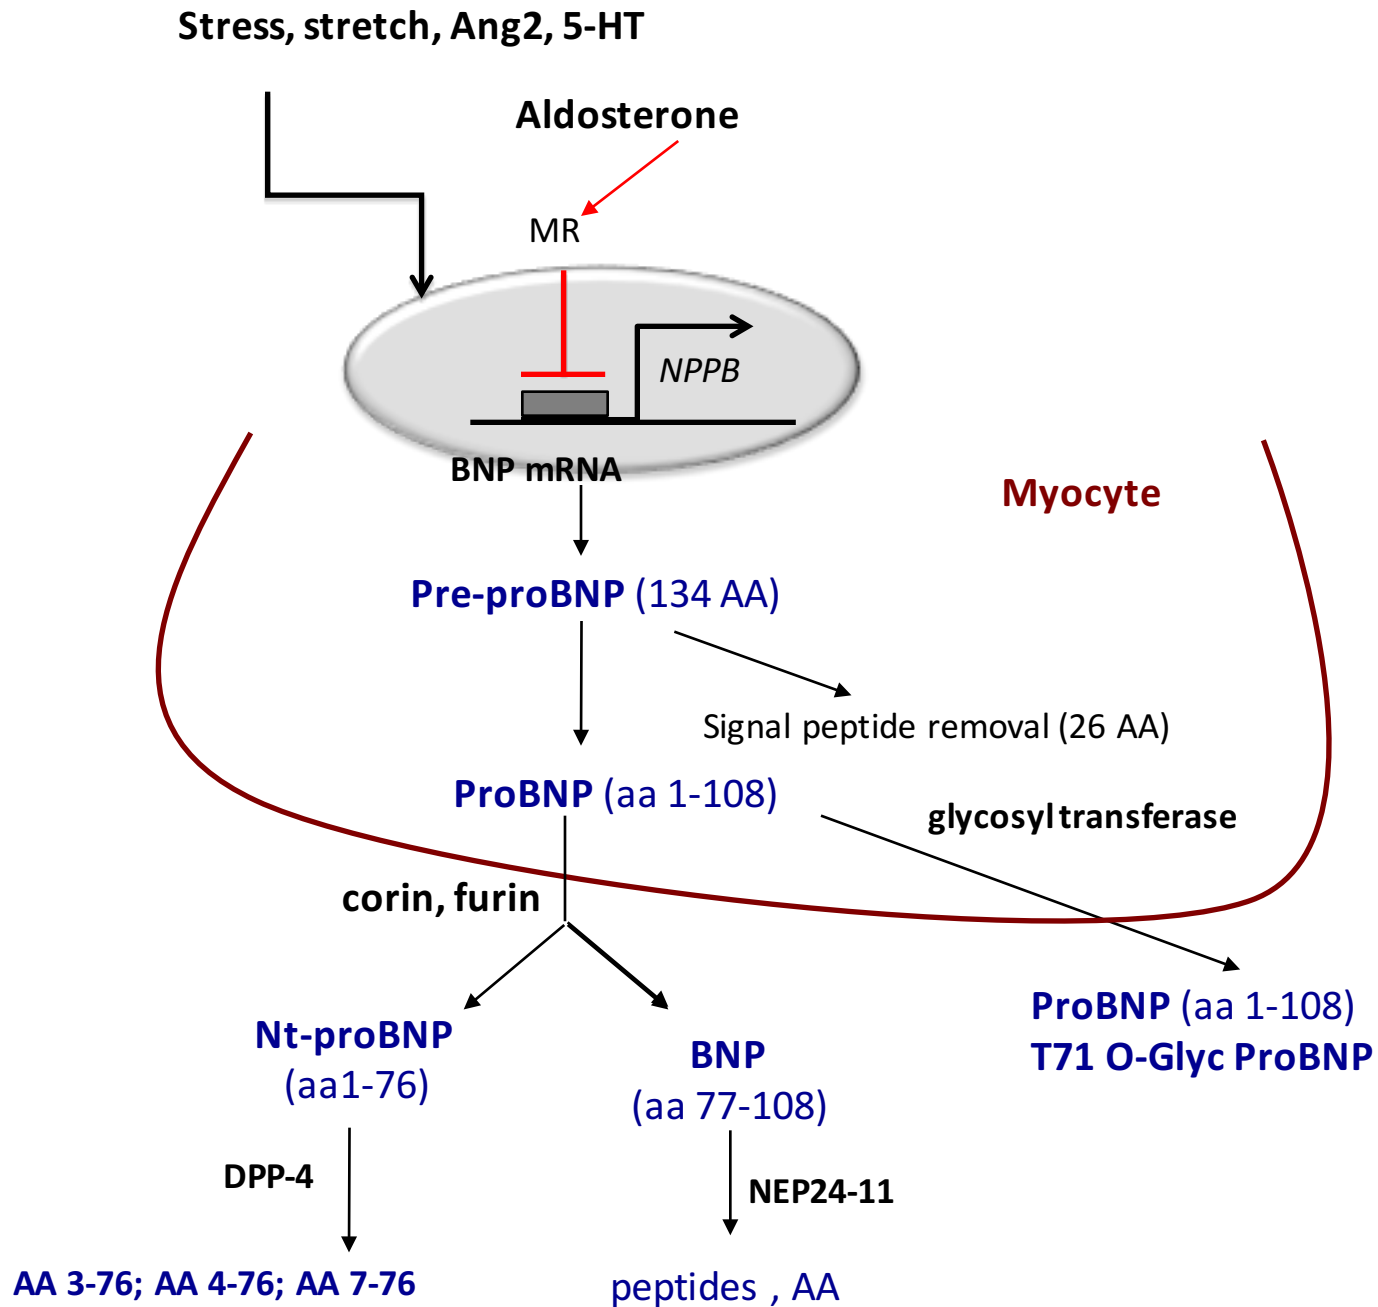 Stress, stretch, Ang2, 5-HT
Aldosterone
MR
NPPB
BNP mRNA
Myocyte
Pre-proBNP (134 AA)
Signal peptide removal (26 AA)
ProBNP (aa 1-108)
glycosyl transferase
corin, furin
ProBNP (aa 1-108)
T71 O-Glyc ProBNP
Nt-proBNP
(aa1-76)
BNP
(aa 77-108)
DPP-4
NEP24-11
AA 3-76; AA 4-76; AA 7-76
peptides , AA